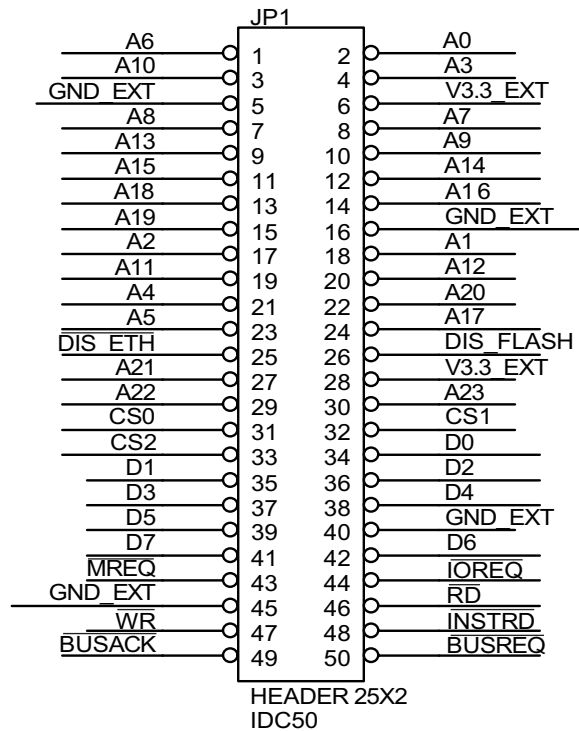 JP1
A6 1 2 A0
A10 3 4 A3
GND_EXT 5 6 V3.3_EXT
A8 7 8 A7
A13 9 10 A9
A15 11 12 A14
A18 13 14 A16
A19 15 16 GND_EXT
A2 17 18 A1
A11 19 20 A12
A4 21 22 A20
A5 23 24 A17
DIS_ETH 25 26 DIS_FLASH
A21 27 28 V3.3_EXT
A22 29 30 A23
CS0 31 32 CS1
CS2 33 34 D0
D1 35 36 D2
D3 37 38 D4
D5 39 40 GND_EXT
D7 41 42 D6
MREQ 43 44 IOREQ
GND_EXT 45 46 RD
WR 47 48 INSTRD
BUSACK 49 50 BUSREQ
HEADER 25X2
IDC50